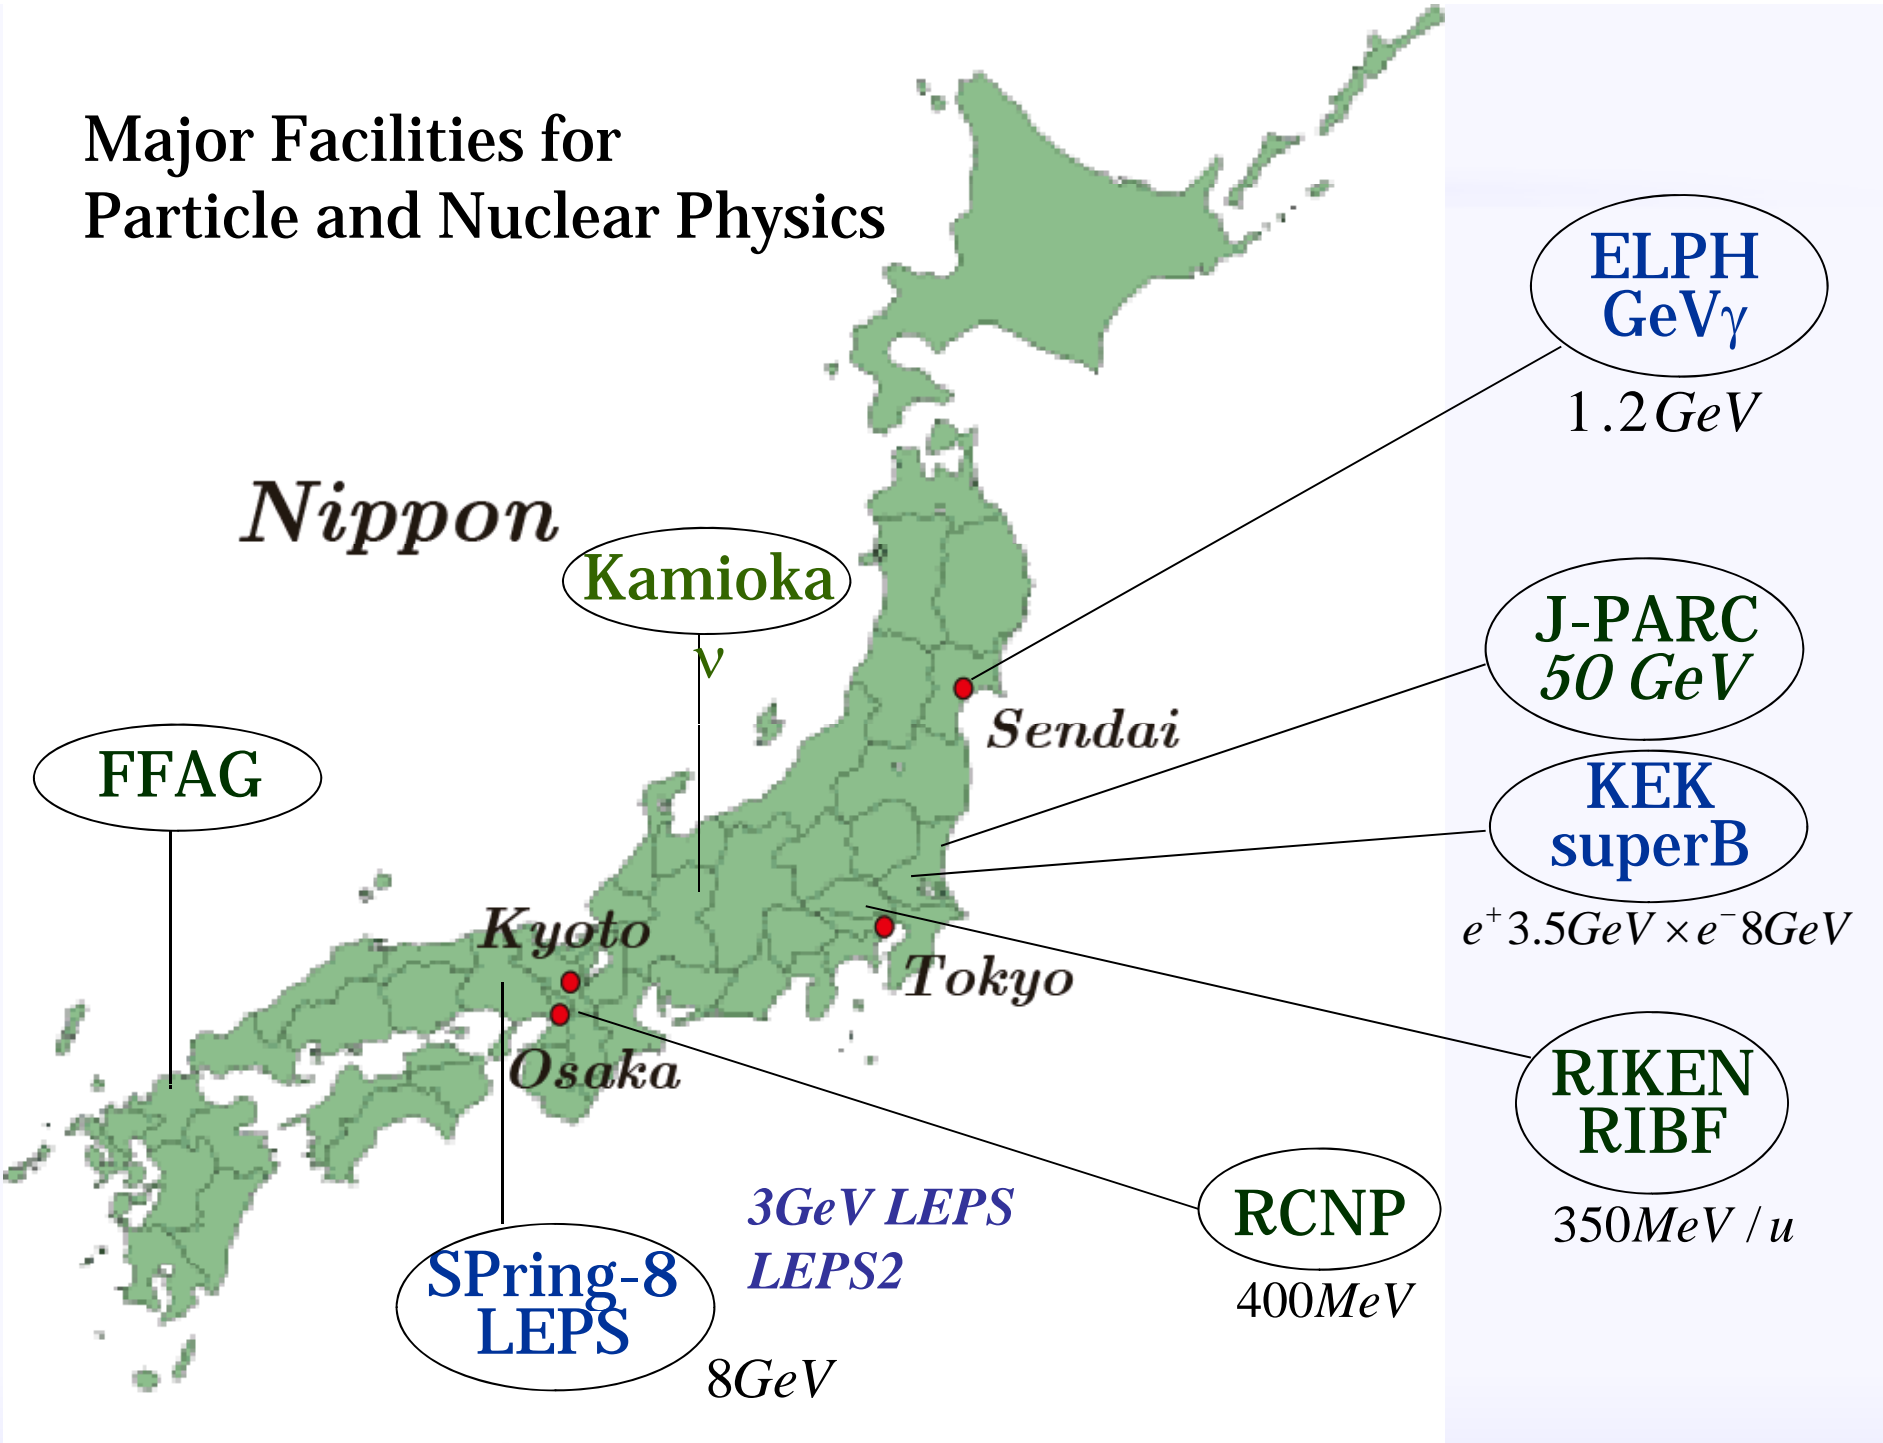 Major Facilities for
Particle and Nuclear Physics
ELPH
GeVγ
1.2GeV
Nippon
Kamioka
ν
J-PARC
50 GeV
Sendai
FFAG
KEK
superB
e⁺3.5GeV × e⁻8GeV
Kyoto
Tokyo
Osaka
RIKEN
RIBF
350MeV / u
RCNP
400MeV
3GeV LEPS
LEPS2
SPring-8
LEPS
8GeV